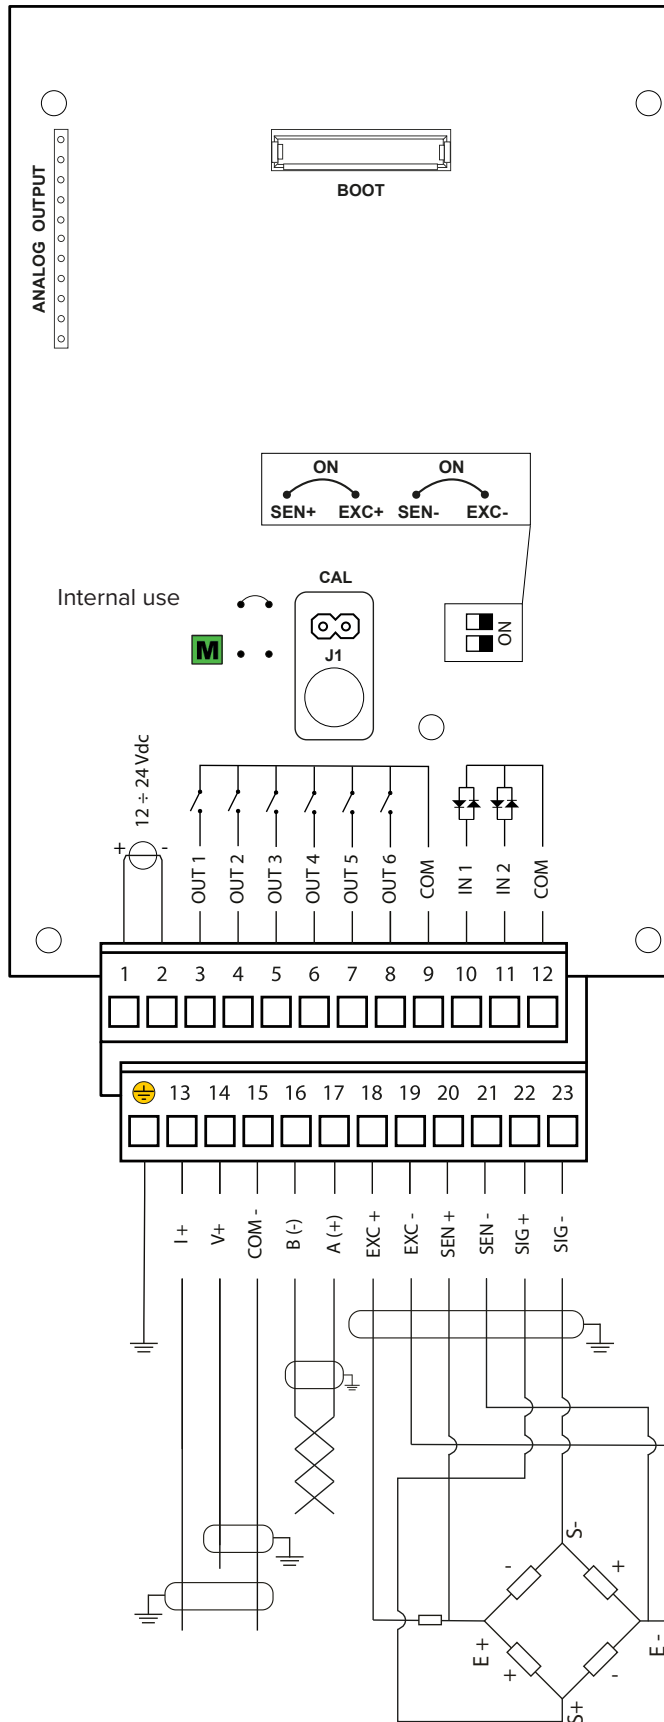 ANALOG OUTPUT
BOOT
ON ON
SEN+ EXC+ SEN- EXC-
CAL
Internal use
M
J1
ON
12 ÷ 24 Vdc
+ -
OUT 1
OUT 2
OUT 3
OUT 4
OUT 5
OUT 6
COM
IN 1
IN 2
COM
1 2 3 4 5 6 7 8 9 10 11 12
13 14 15 16 17 18 19 20 21 22 23
I +
V+
COM -
B (-)
A (+)
EXC +
EXC -
SEN +
SEN -
SIG +
SIG -
S-
- +
E +
E -
+ -
S+